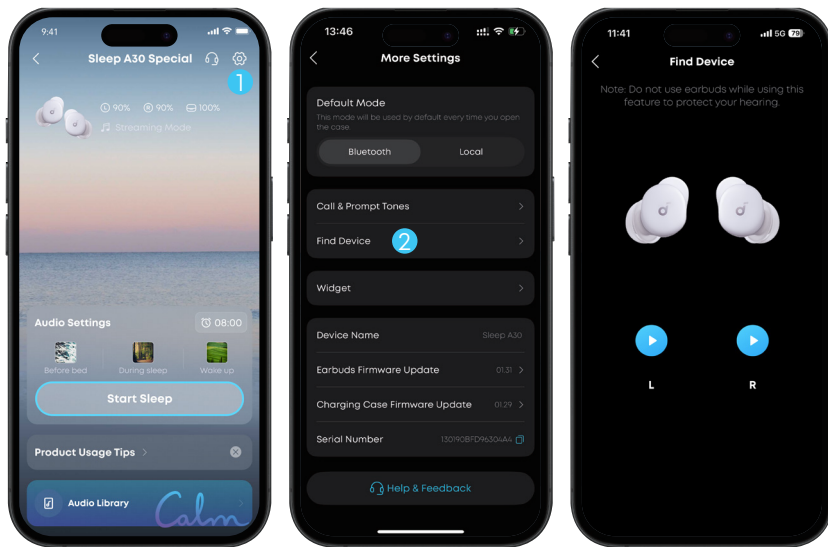 9:41
Sleep A30 Special
1
L 90% R 90% 100%
Streaming Mode
Audio Settings
08:00
Before bed
During sleep
Woke up
Start Sleep
Product Usage Tips >
Audio Library
Calm
13:46
More Settings
Default Mode
This mode will be used by default every time you open
the case.
Bluetooth
Local
Call & Prompt Tones
Find Device
2
Widget
Device Name Sleep A30
Earbuds Firmware Update 01.31 >
Charging Case Firmware Update 01.29 >
Serial Number 130190BFD96304A4
Help & Feedback
11:41
5G 79
Find Device
Note: Do not use earbuds while using this
feature to protect your hearing.
L
R